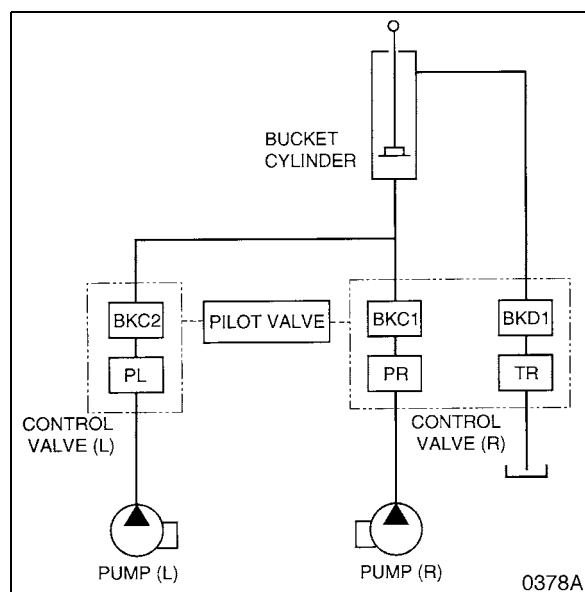 BUCKET
CYLINDER
BKC2
PILOT VALVE
BKC1
BKD1
PL
PR
TR
CONTROL
VALVE (L)
CONTROL
VALVE (R)
PUMP (L)
PUMP (R)
0378A